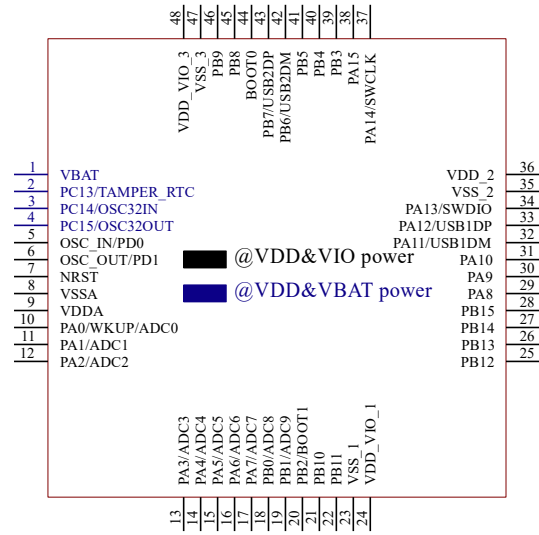 48
47
46
45
44
43
42
41
40
39
38
37
VDD_VIO_3
VSS_3
PB9
PB8
BOOT0
PB7/USB2DP
PB6/USB2DM
PB5
PB4
PB3
PA15
PA14/SWCLK
1 VBAT
2 PC13/TAMPER_RTC
3 PC14/OSC32IN
4 PC15/OSC32OUT
5 OSC_IN/PD0
6 OSC_OUT/PD1
7 NRST
8 VSSA
9 VDDA
10 PA0/WKUP/ADC0
11 PA1/ADC1
12 PA2/ADC2
@VDD&VIO power
@VDD&VBAT power
VDD_2 36
VSS_2 35
PA13/SWDIO 34
PA12/USB1DP 33
PA11/USB1DM 32
PA10 31
PA9 30
PA8 29
PB15 28
PB14 27
PB13 26
PB12 25
PA3/ADC3
PA4/ADC4
PA5/ADC5
PA6/ADC6
PA7/ADC7
PB0/ADC8
PB1/ADC9
PB2/BOOT1
PB10
PB11
VSS_1
VDD_VIO_1
13
14
15
16
17
18
19
20
21
22
23
24